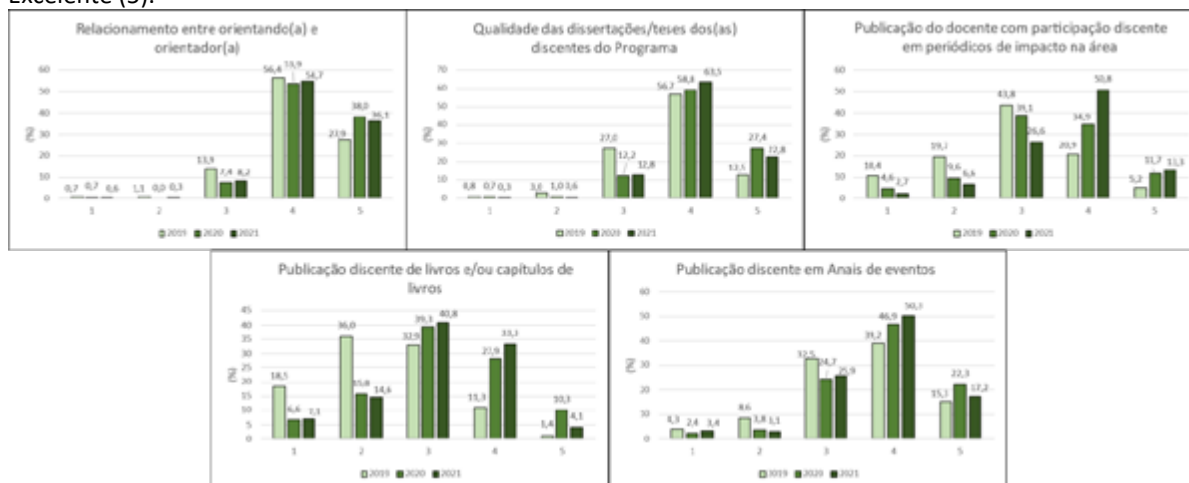 Excelente (5).
Relacionamento entre orientando(a) e
orientador(a)
(%)
60
50
40
30
20
10
0
0,7 0,7 0,6
1,1 0,0 0,3
13,9 7,4 8,2
56,4 53,9 54,7
27,9 38,0 36,1
1 2 3 4 5
2019 2020 2021
Qualidade das dissertações/teses dos(as)
discentes do Programa
(%)
70
60
50
40
30
20
10
0
0,8 0,7 0,3
3,0 1,0 0,6
27,0 12,2 12,8
56,7 58,8 63,5
27,4 22,8
1 2 3 4 5
2019 2020 2021
Publicação do docente com participação discente
em periódicos de impacto na área
(%)
60
50
40
30
20
10
0
10,4 4,6 2,7
9,6 6,6
43,8 39,1 26,6
20,9 34,9 50,8
5,2 11,7 13,3
1 2 3 4 5
2019 2020 2021
Publicação discente de livros e/ou capítulos de
livros
(%)
45
40
35
30
25
20
15
10
5
0
18,5 6,6 7,1
36,0 15,8 14,6
32,9 39,3 40,8
11,3 27,9 33,3
1,4 10,3 4,1
1 2 3 4 5
2019 2020 2021
Publicação discente em Anais de eventos
(%)
60
50
40
30
20
10
0
4,3 2,4 3,4
8,6 3,8 3,1
32,5 24,7 25,9
39,2 46,9 50,3
22,3 17,2
1 2 3 4 5
2019 2020 2021